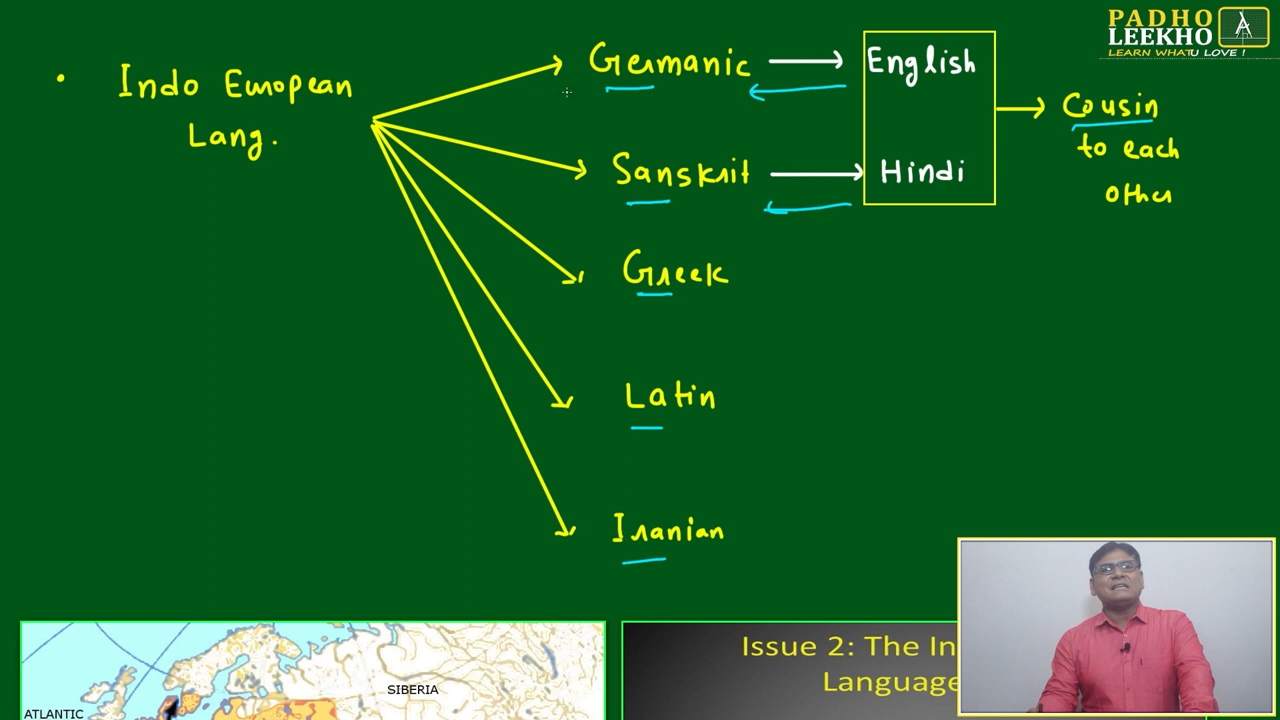 PADHO
LEEKHO
LEARN WHAT U LOVE !
• Indo European
Lang.
Germanic → English
Sanskrit → Hindi
Cousin
to each
other
Greek
Latin
Iranian
SIBERIA
ATLANTIC
Issue 2: The In
Language